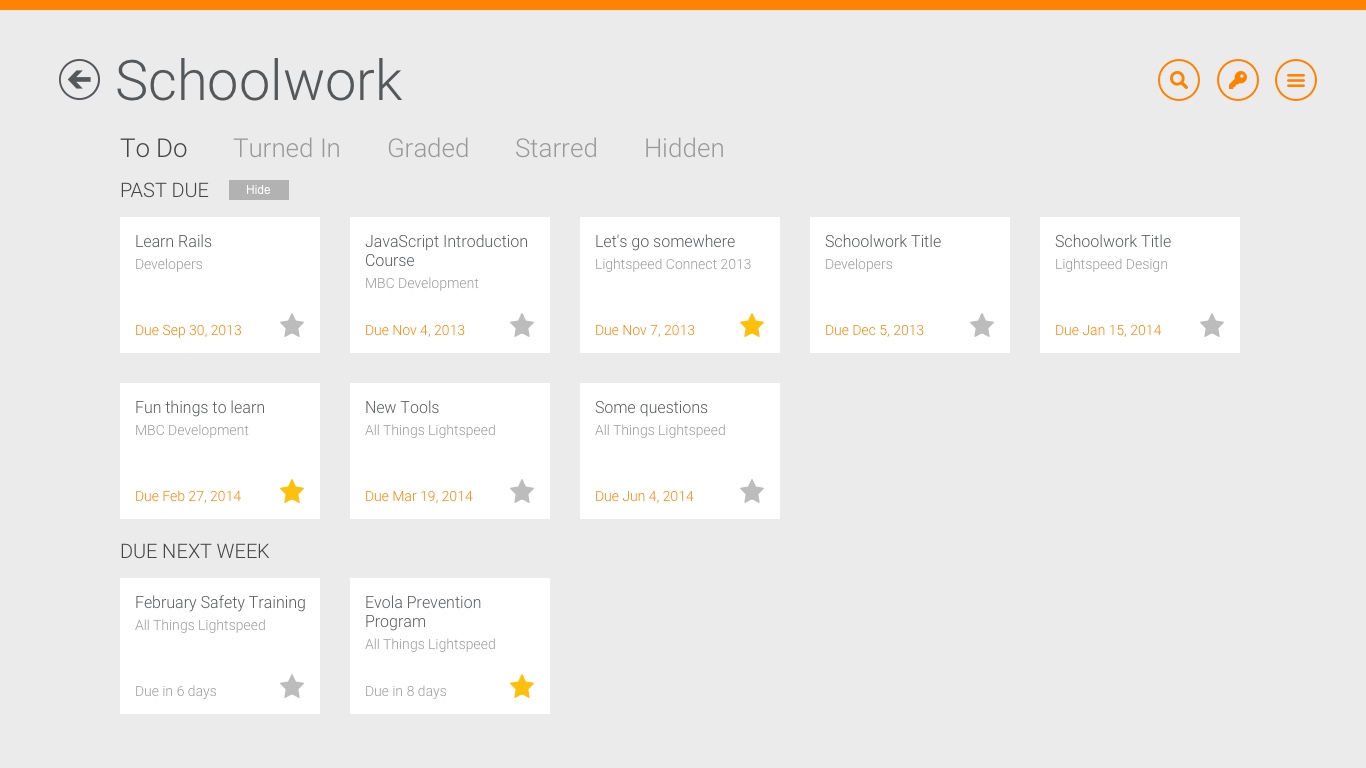 Schoolwork
To Do Turned In Graded Starred Hidden
PAST DUE Hide
Learn Rails
Developers
Due Sep 30, 2013
JavaScript Introduction
Course
MBC Development
Due Nov 4, 2013
Let's go somewhere
Lightspeed Connect 2013
Due Nov 7, 2013
Schoolwork Title
Developers
Due Dec 5, 2013
Schoolwork Title
Lightspeed Design
Due Jan 15, 2014
Fun things to learn
MBC Development
Due Feb 27, 2014
New Tools
All Things Lightspeed
Due Mar 19, 2014
Some questions
All Things Lightspeed
Due Jun 4, 2014
DUE NEXT WEEK
February Safety Training
All Things Lightspeed
Due in 6 days
Evola Prevention
Program
All Things Lightspeed
Due in 8 days